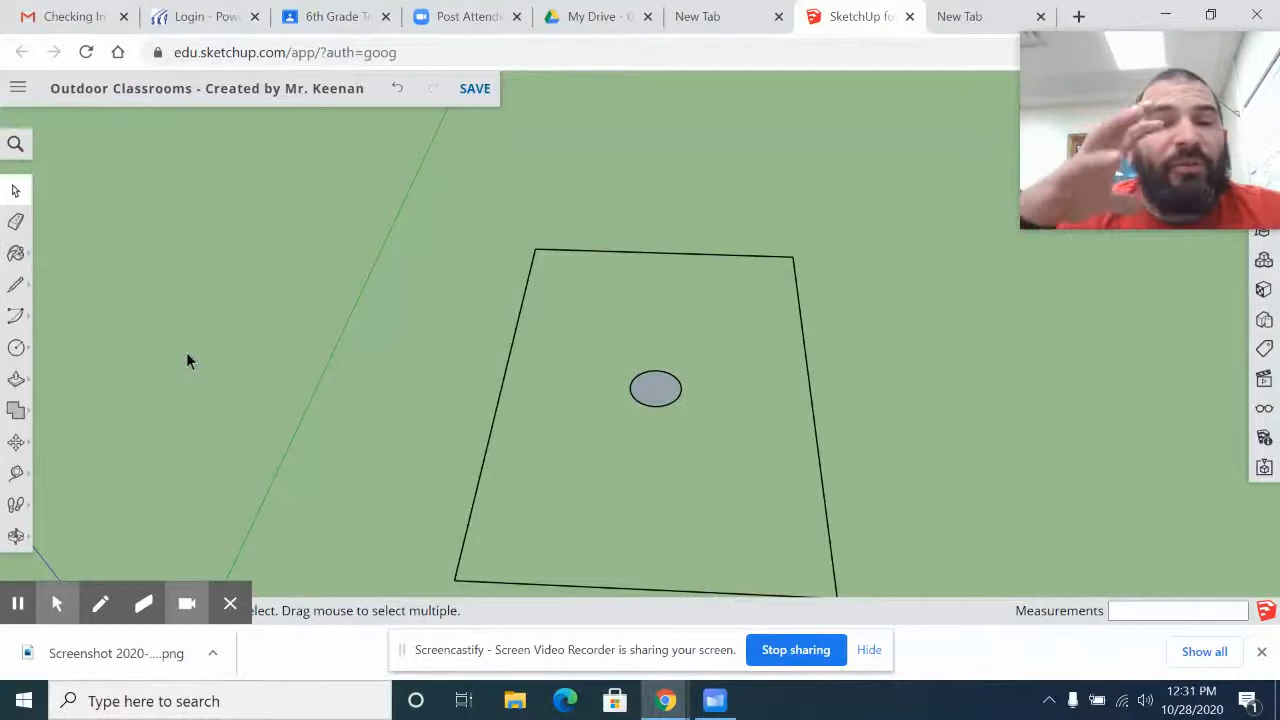 Checking
Login - Pow
6th Grade Te
Post Attend
My Drive - G
New Tab
SketchUp fo
New Tab
edu.sketchup.com/app/?auth=goog
Outdoor Classrooms - Created by Mr. Keenan
SAVE
elect. Drag mouse to select multiple.
Measurements
Screenshot 2020-....png
Screencastify - Screen Video Recorder is sharing your screen.
Stop sharing
Hide
Show all
Type here to search
12:31 PM
10/28/2020
1